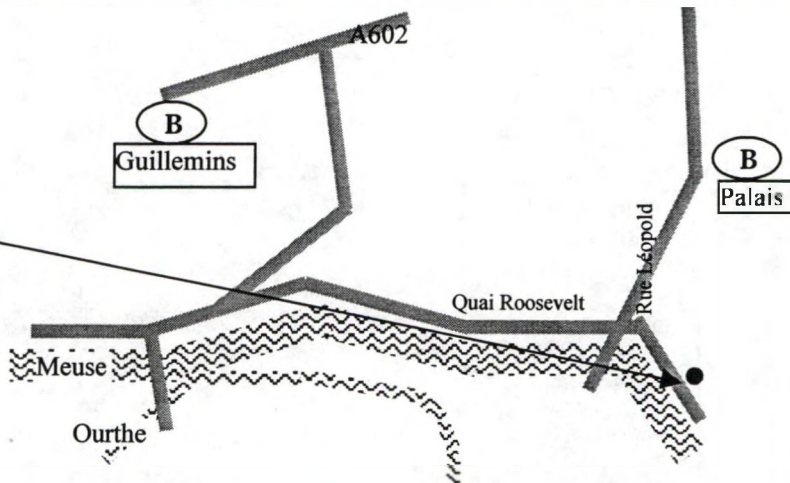 A602
B
Guillemins
B
Palais
Rue Léopold
Quai Roosevelt
Meuse
Ourthe